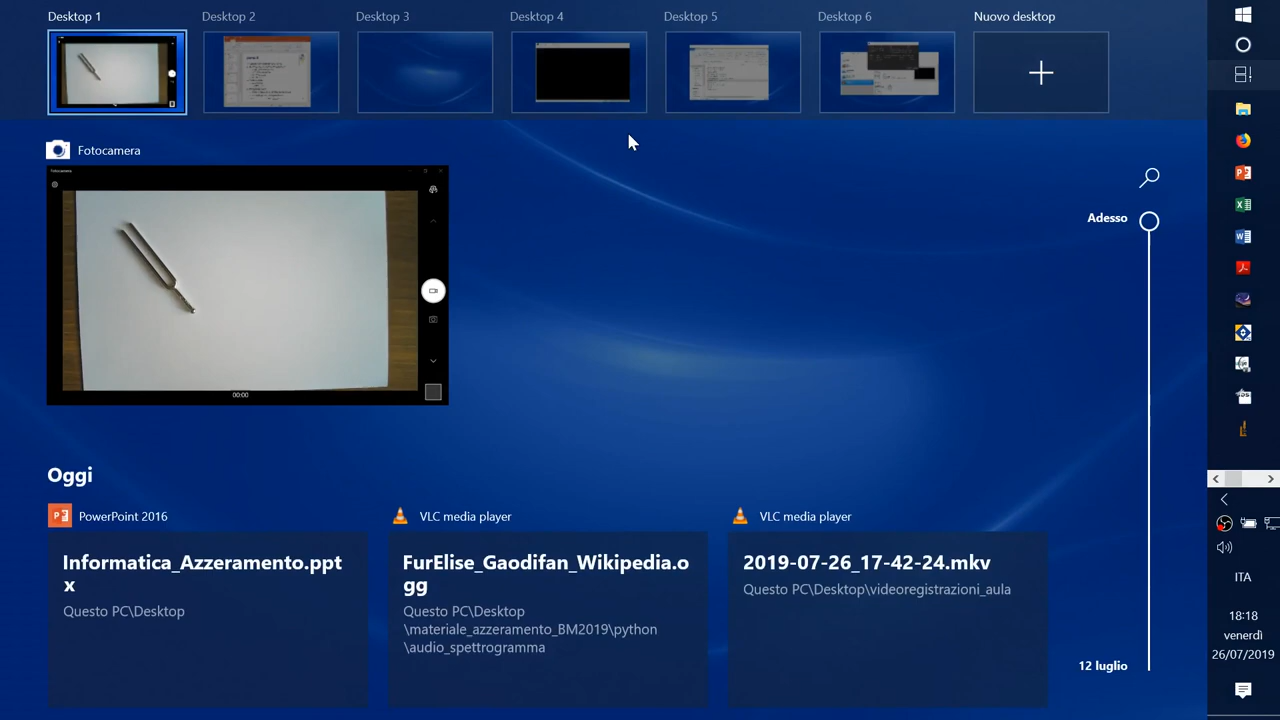 Desktop 1
Desktop 2
Desktop 3
Desktop 4
Desktop 5
Desktop 6
Nuovo desktop
Fotocamera
Fotocamera
00:00
Adesso
12 luglio
Oggi
PowerPoint 2016
Informatica_Azzeramento.ppt
x
Questo PC\Desktop
VLC media player
FurElise_Gaodifan_Wikipedia.o
gg
Questo PC\Desktop
\materiale_azzeramento_BM2019\python
\audio_spettrogramma
VLC media player
2019-07-26_17-42-24.mkv
Questo PC\Desktop\videoregistrazioni_aula
ITA
18:18
venerdì
26/07/2019